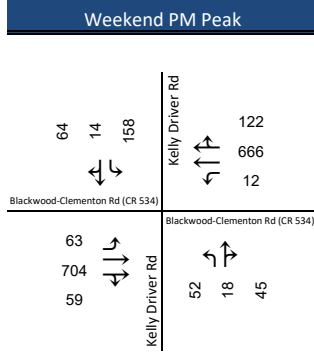 Weekend PM Peak
64 14 158
Kelly Driver Rd
122
666
12
Blackwood-Clementon Rd (CR 534)
Blackwood-Clementon Rd (CR 534)
63
704
59
Kelly Driver Rd
52 18 45